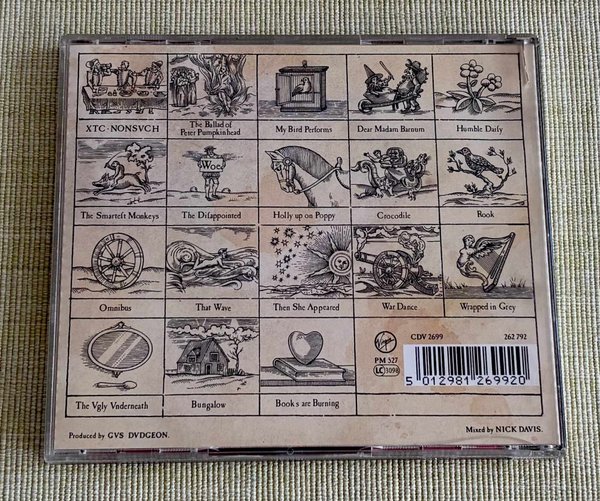 XTC · NONSVCH
The Ballad of
Peter Pumpkinhead
My Bird Performs
Dear Madam Barnum
Humble Daisy
Woe
The Smartest Monkeys
The Disappointed
Holly up on Poppy
Crocodile
Rook
Omnibus
That Wave
Then She Appeared
War Dance
Wrapped in Grey
Virgin
CDV 2699
262 792
PM 527
LC 3098
5 012981 269920
The Vgly Vnderneath
Bungalow
Books are Burning
Produced by GVS DVDGEON.
Mixed by NICK DAVIS.